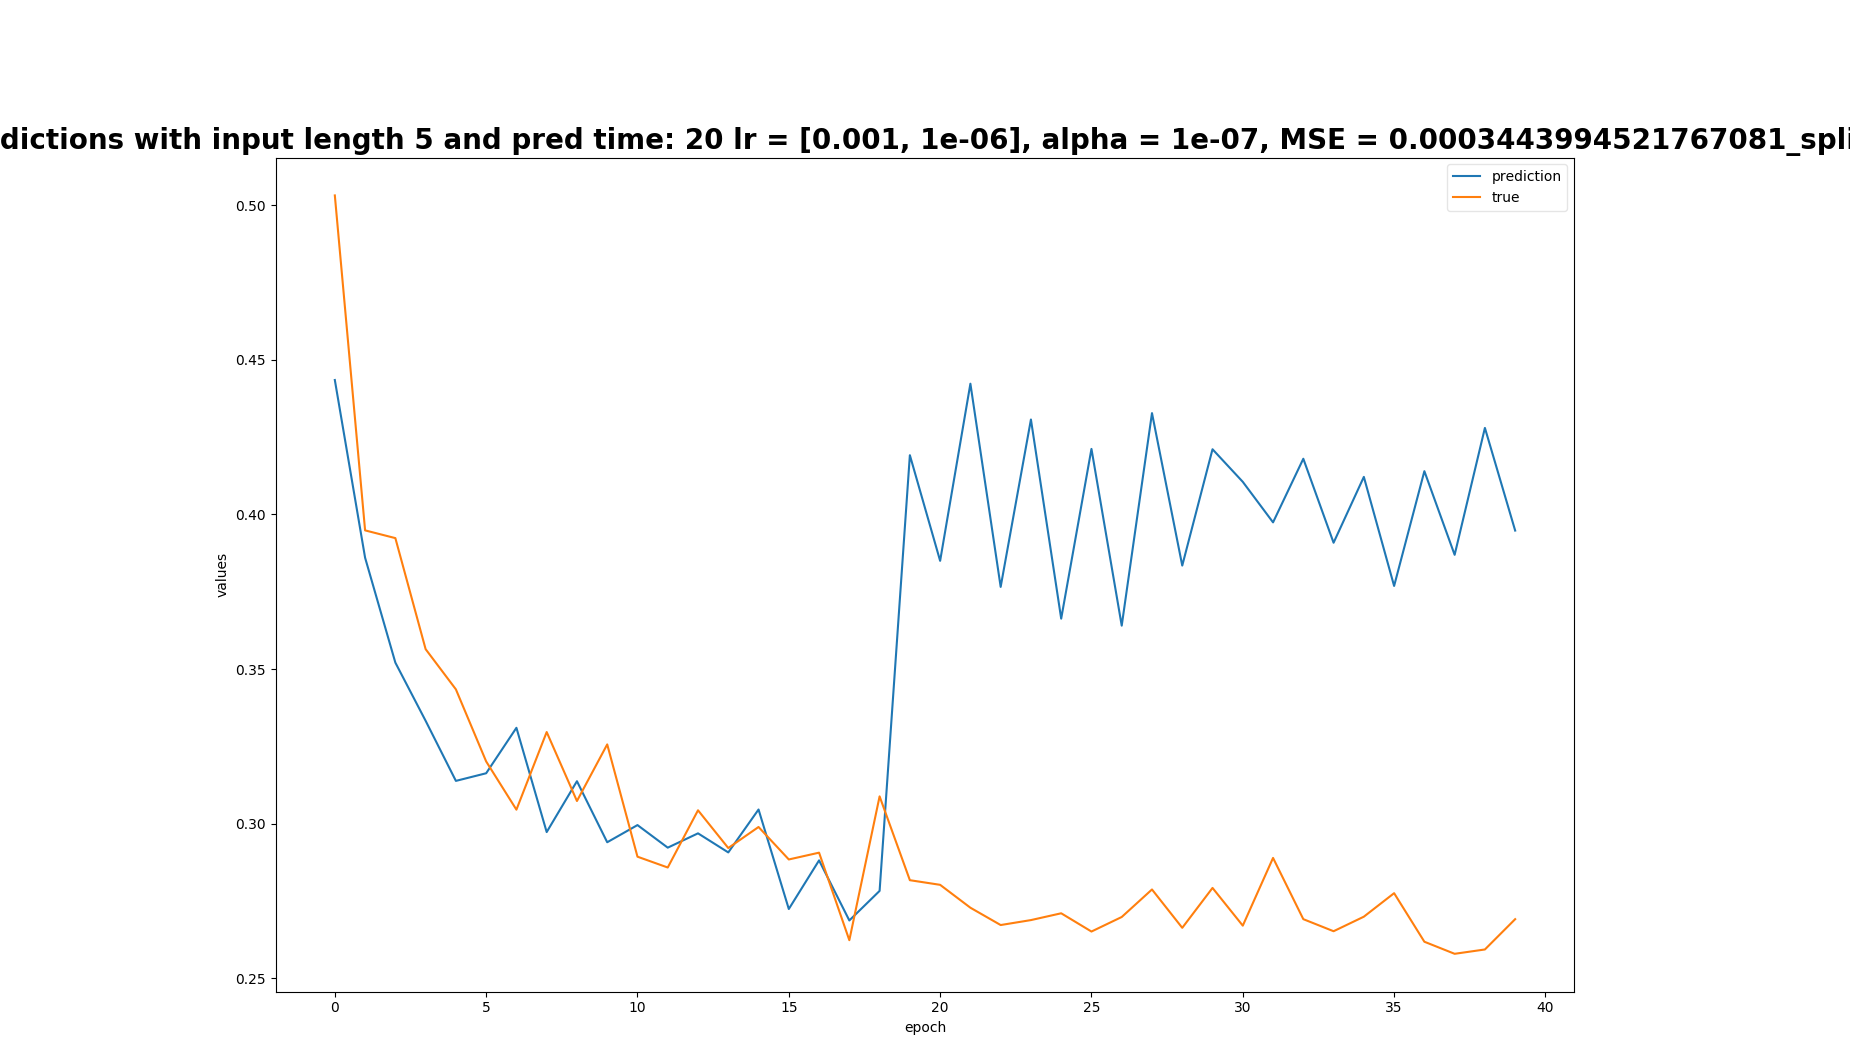 dictions with input length 5 and pred time: 20 lr = [0.001, 1e-06], alpha = 1e-07, MSE = 0.0003443994521767081_spli
prediction
true
0.50
0.45
0.40
0.35
0.30
0.25
values
0 5 10 15 20 25 30 35 40
epoch